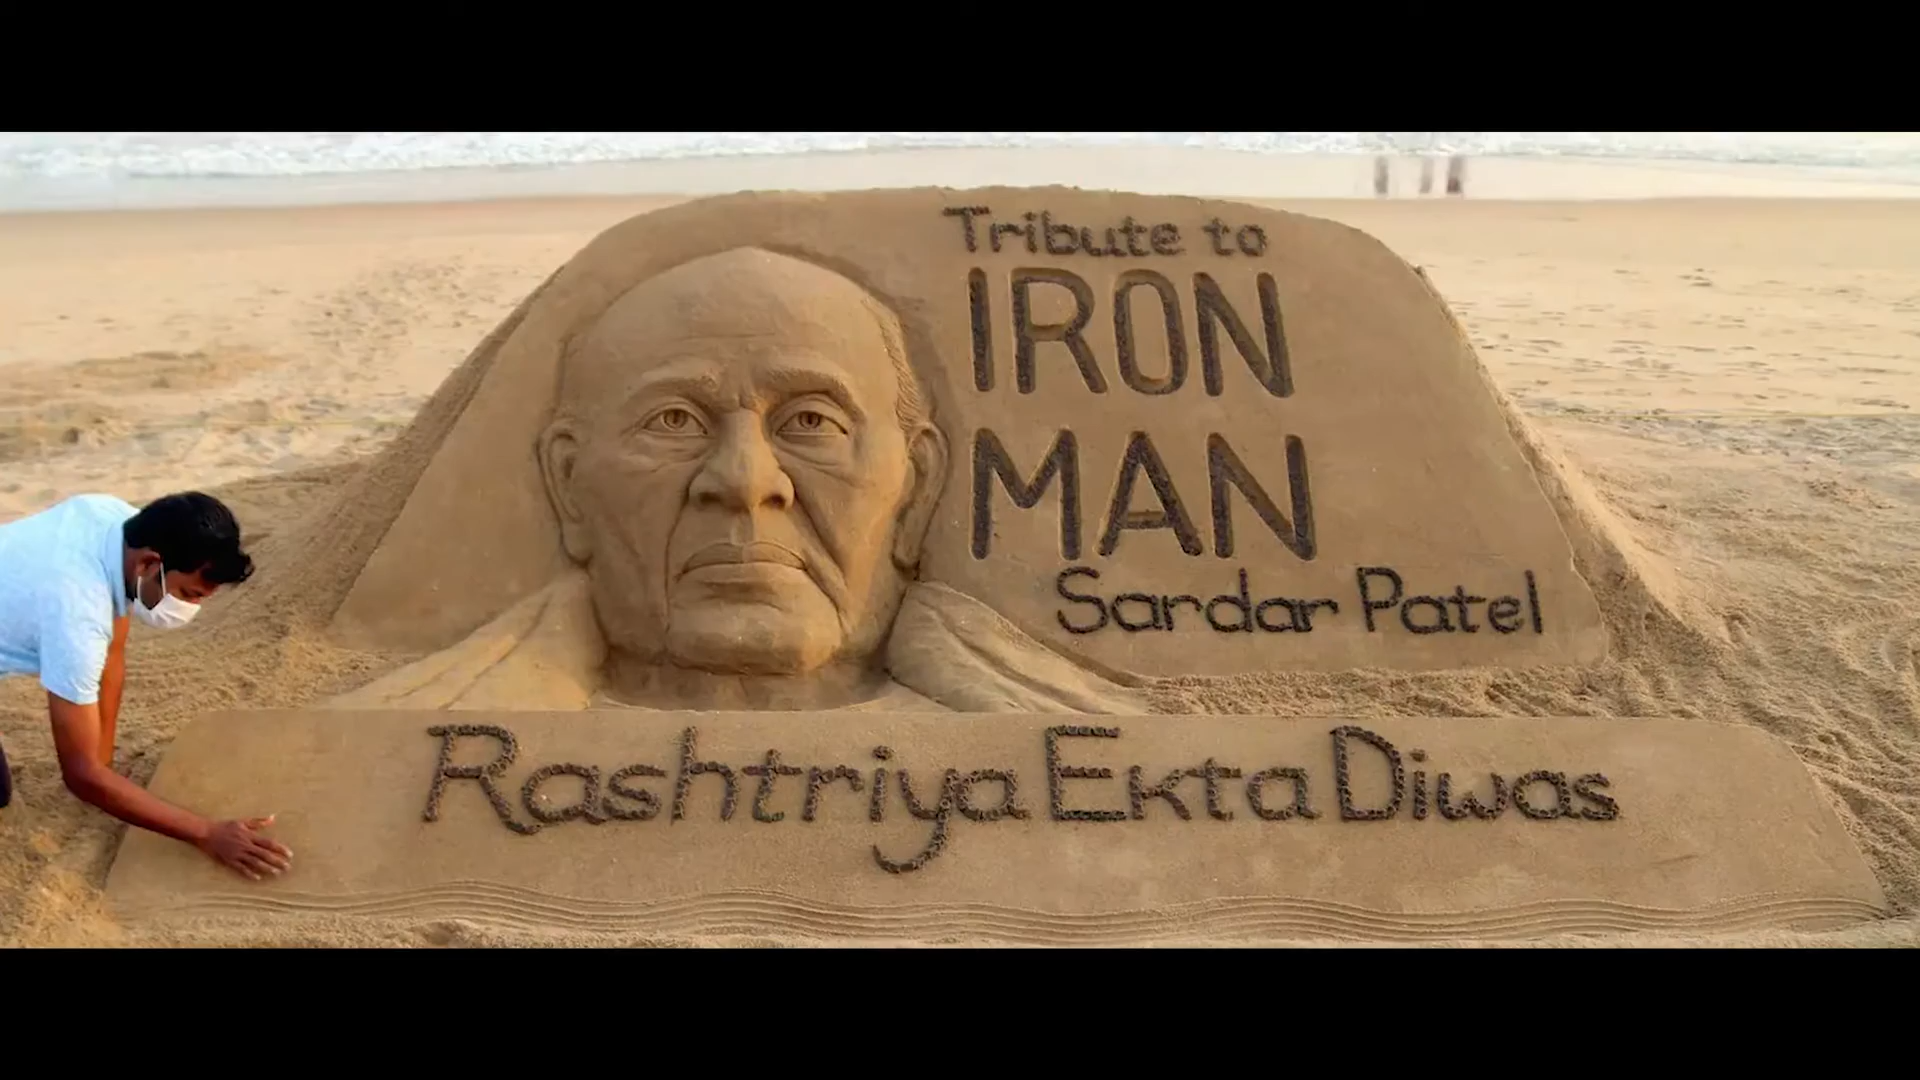 Tribute to
IRON
MAN
Sardar Patel
Rashtriya Ekta Diwas